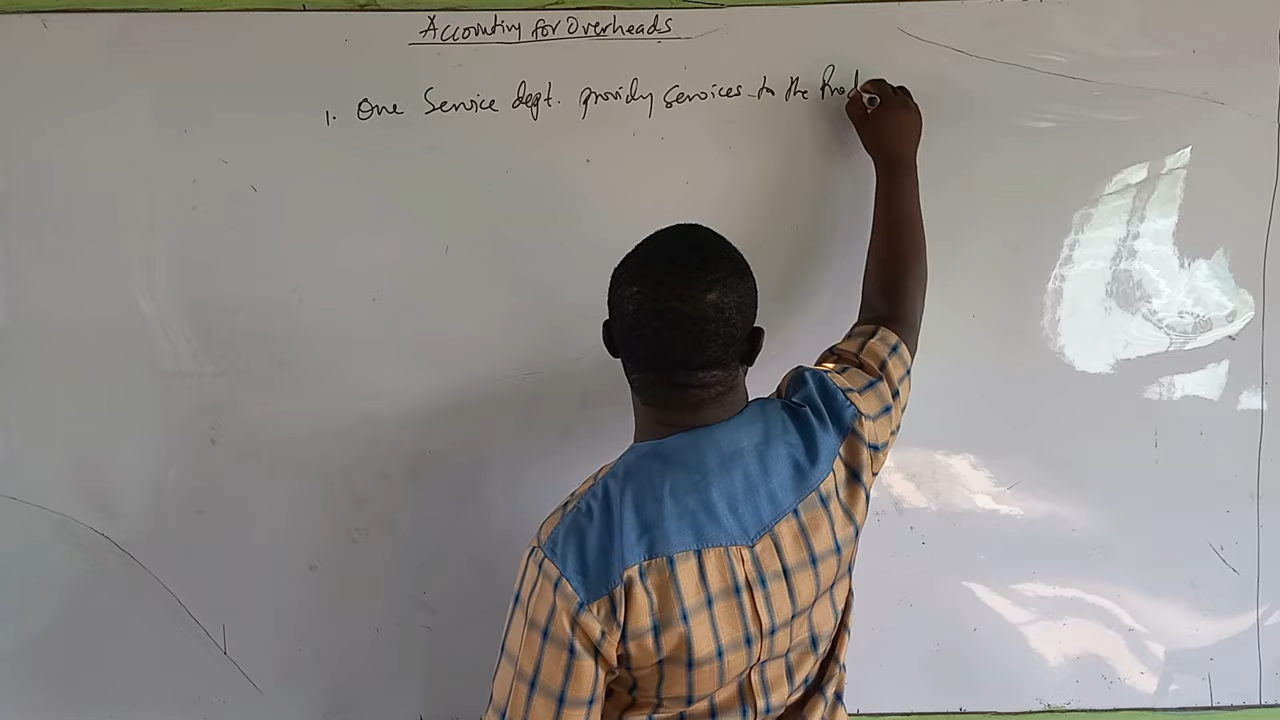 Accounting for Overheads
1. One Service dept. providing services to the Prod